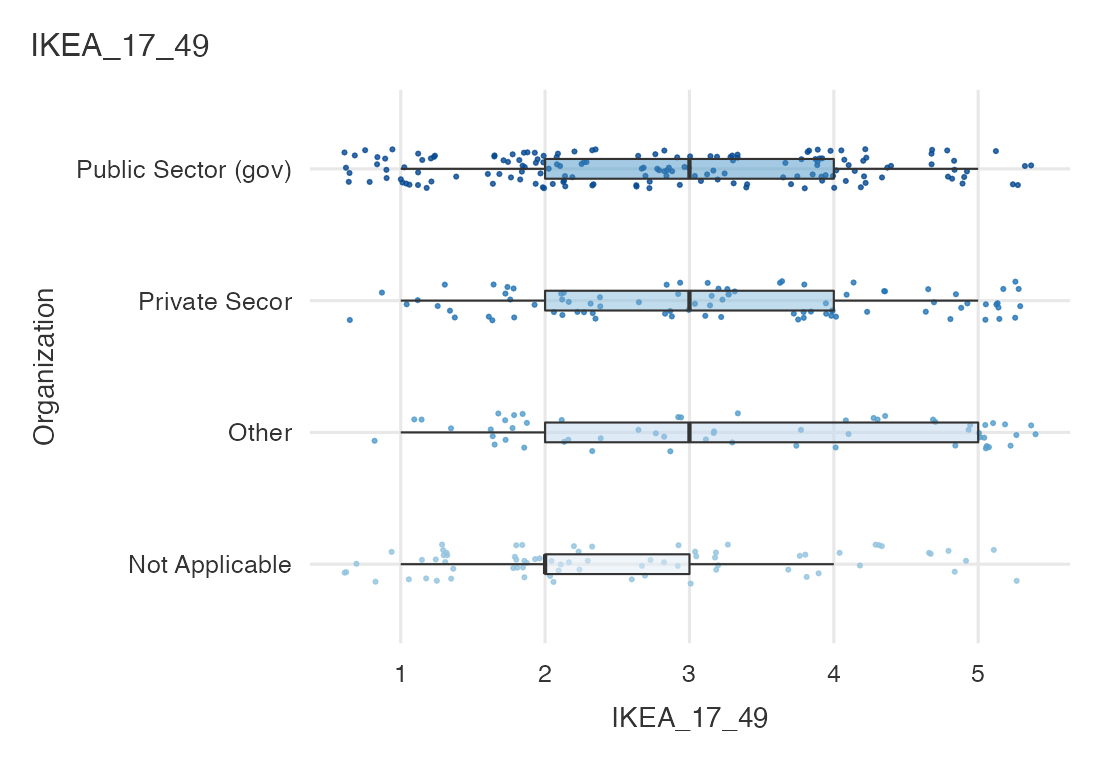 IKEA_17_49
Public Sector (gov)
Private Secor
Other
Not Applicable
Organization
1 2 3 4 5
IKEA_17_49